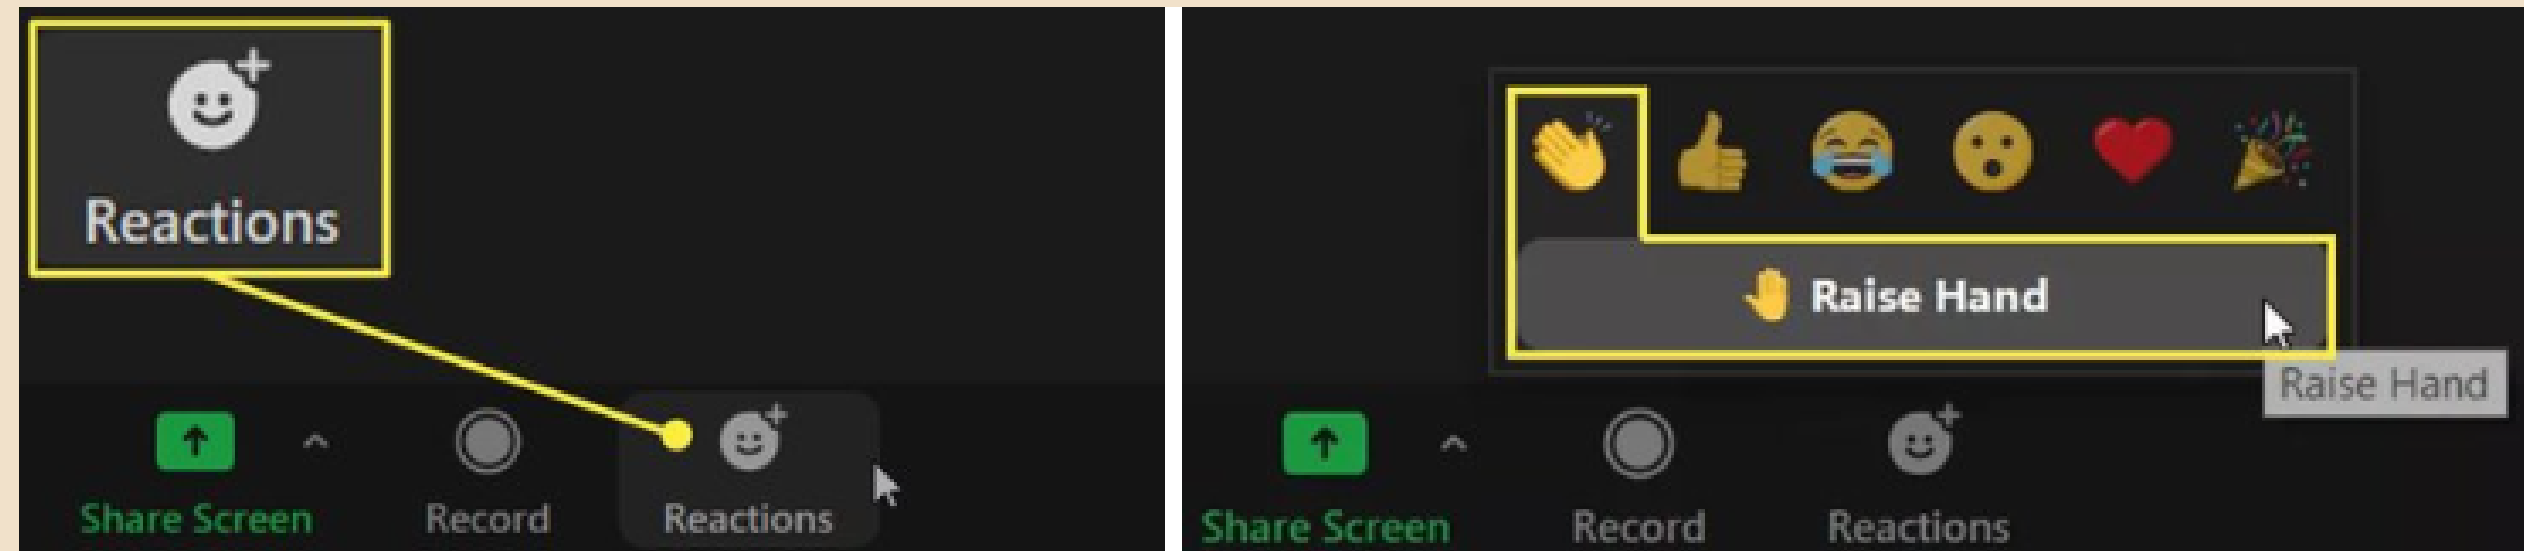 Reactions
Share Screen
Record
Reactions
Raise Hand
Raise Hand
Share Screen
Record
Reactions